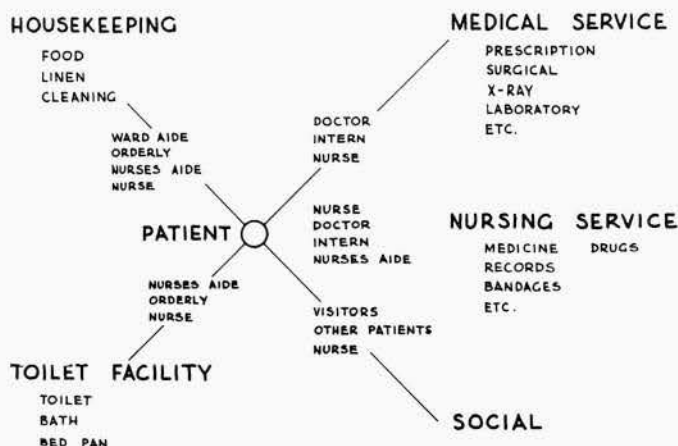 HOUSEKEEPING
FOOD
LINEN
CLEANING
WARD AIDE
ORDERLY
NURSES AIDE
NURSE
MEDICAL SERVICE
PRESCRIPTION
SURGICAL
X-RAY
LABORATORY
ETC.
DOCTOR
INTERN
NURSE
PATIENT
NURSE
DOCTOR
INTERN
NURSES AIDE
NURSING SERVICE
MEDICINE DRUGS
RECORDS
BANDAGES
ETC.
NURSES AIDE
ORDERLY
NURSE
VISITORS
OTHER PATIENTS
NURSE
TOILET FACILITY
TOILET
BATH
BED PAN
SOCIAL